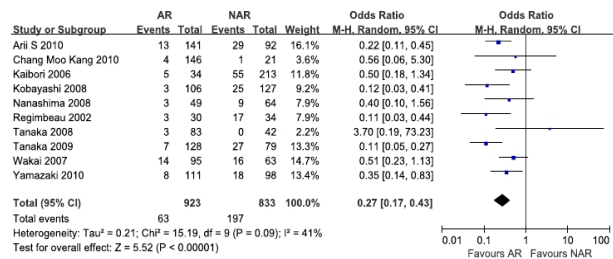 AR NAR Odds Ratio Odds Ratio
Study or Subgroup Events Total Events Total Weight M-H, Random, 95% CI M-H, Random, 95% CI
Arii S 2010 13 141 29 92 16.1% 0.22 [0.11, 0.45]
Chang Moo Kang 2010 4 146 1 21 5.2% 0.56 [0.06, 5.30]
Kaibori 2006 5 34 55 213 11.6% 0.50 [0.18, 1.34]
Kobayashi 2008 3 106 25 127 9.7% 0.12 [0.03, 0.41]
Nanashima 2008 3 49 9 64 8.4% 0.40 [0.10, 1.56]
Regimbeau 2002 3 30 17 34 8.3% 0.11 [0.03, 0.44]
Tanaka 2008 3 83 0 42 2.2% 3.70 [0.19, 73.23]
Tanaka 2009 7 128 27 79 13.4% 0.11 [0.05, 0.27]
Wakai 2007 14 95 16 63 14.6% 0.51 [0.23, 1.13]
Yamazaki 2010 8 111 18 98 13.4% 0.35 [0.14, 0.83]
Total (95% CI) 923 833 100.0% 0.27 [0.17, 0.43]
Total events 63 197
Heterogeneity: Tau² = 0.21; Chi² = 15.19, df = 9 (P = 0.09); I² = 41%
Test for overall effect: Z = 5.52 (P < 0.00001)
0.01 0.1 1 10 100
Favours AR Favours NAR